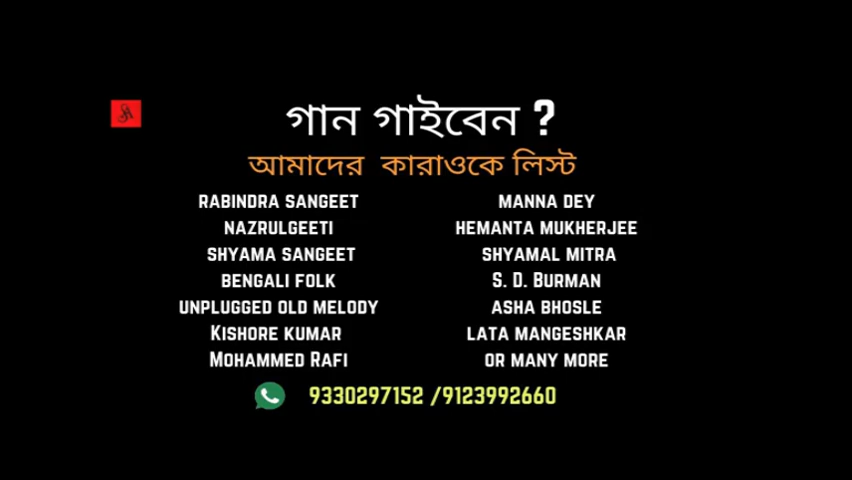 গান গাইবেন ?
আমাদের কারাওকে লিস্ট
RABINDRA SANGEET
NAZRULGEETI
SHYAMA SANGEET
BENGALI FOLK
UNPLUGGED OLD MELODY
KISHORE KUMAR
MOHAMMED RAFI
MANNA DEY
HEMANTA MUKHERJEE
SHYAMAL MITRA
S. D. BURMAN
ASHA BHOSLE
LATA MANGESHKAR
OR MANY MORE
9330297152 /9123992660